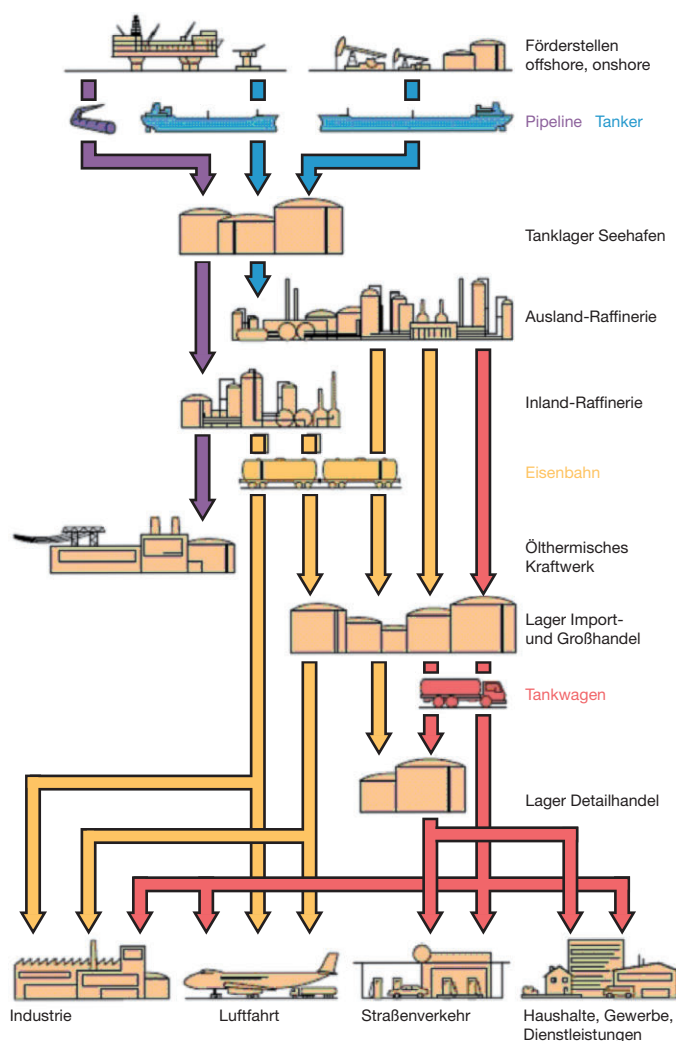 Förderstellen
offshore, onshore
Pipeline Tanker
Tanklager Seehafen
Ausland-Raffinerie
Inland-Raffinerie
Eisenbahn
Ölthermisches
Kraftwerk
Lager Import-
und Großhandel
Tankwagen
Lager Detailhandel
Industrie
Luftfahrt
Straßenverkehr
Haushalte, Gewerbe,
Dienstleistungen